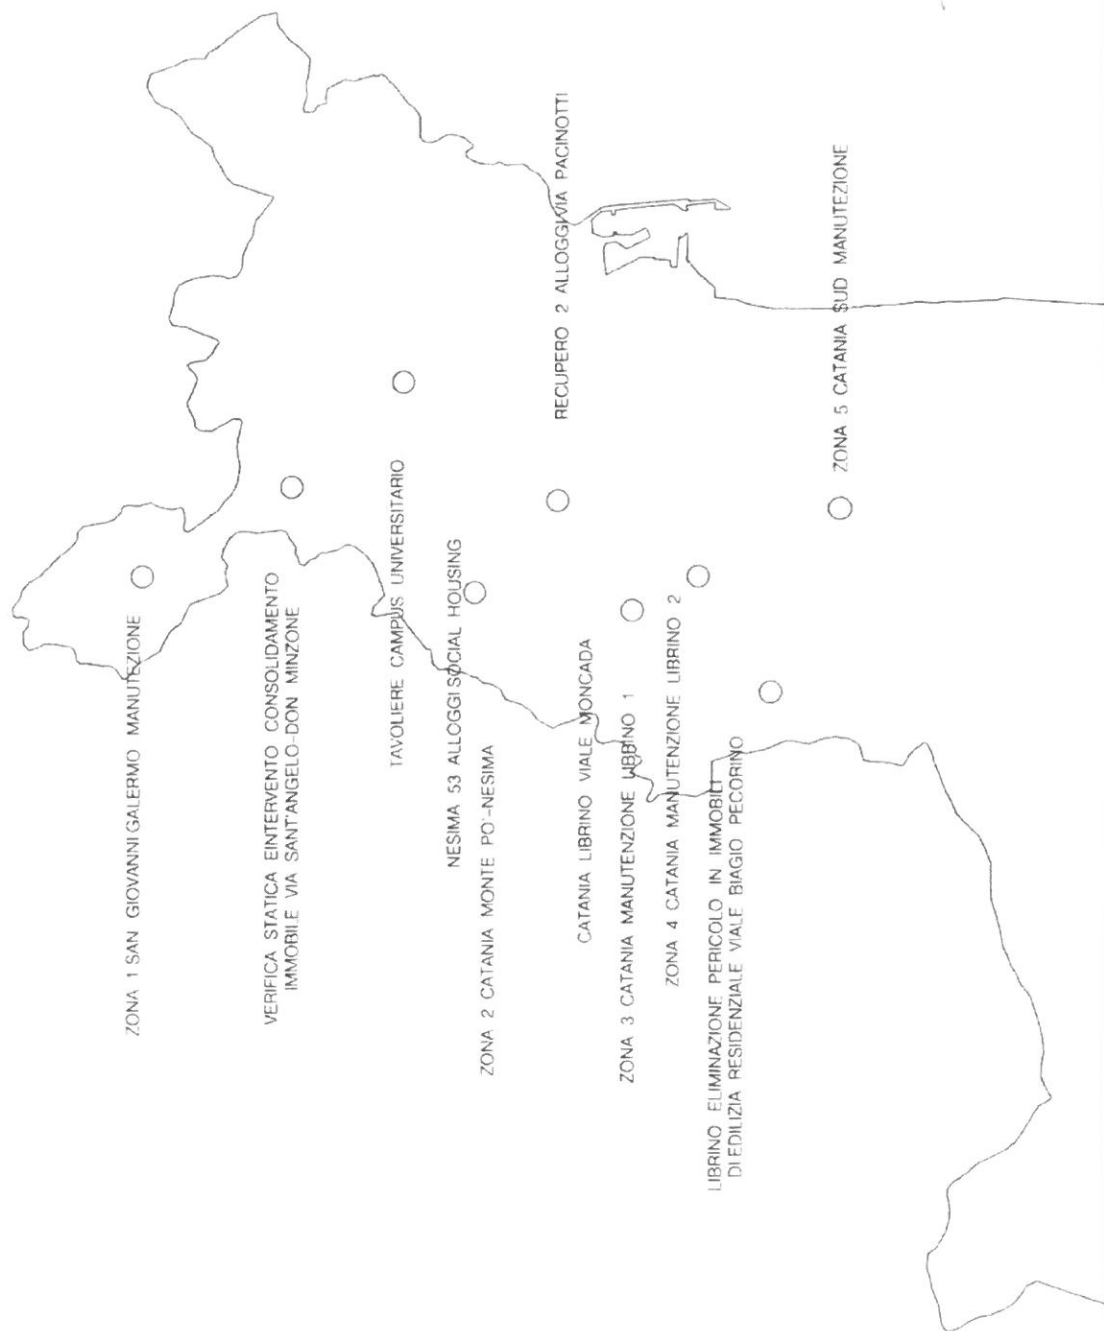 ZONA 1 SAN GIOVANNI GALERMO MANUTEZIONE
VERIFICA STATICA EINTERVENTO CONSOLIDAMENTO
IMMOBILE VIA SANT'ANGELO-DON MINZONE
TAVOLIERE CAMPUS UNIVERSITARIO
NESIMA 53 ALLOGGI SOCIAL HOUSING
ZONA 2 CATANIA MONTE PO'-NESIMA
RECUPERO 2 ALLOGGI VIA PACINOTTI
CATANIA LIBRINO VIALE MONCADA
ZONA 3 CATANIA MANUTENZIONE LIBRINO 1
ZONA 4 CATANIA MANUTENZIONE LIBRINO 2
LIBRINO ELIMINAZIONE PERICOLO IN IMMOBILI
DI EDILIZIA RESIDENZIALE VIALE BIAGIO PECORINO
ZONA 5 CATANIA SUD MANUTEZIONE